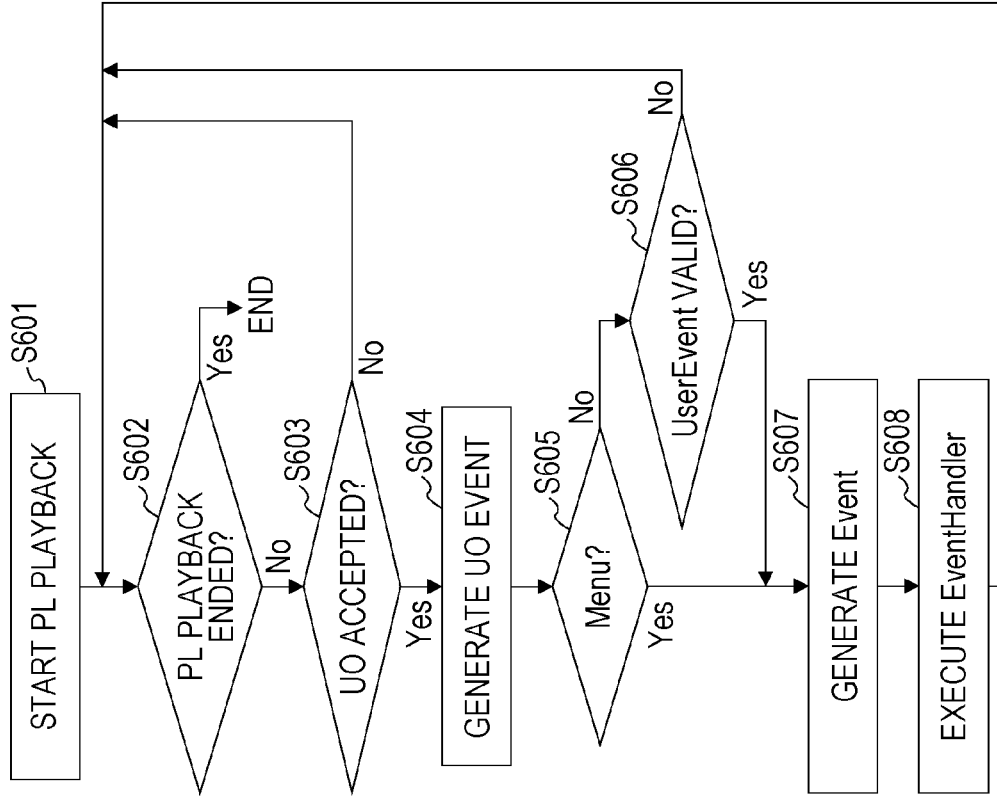 START PL PLAYBACK
S601
PL PLAYBACK
ENDED?
S602
Yes
END
No
UO ACCEPTED?
S603
No
Yes
GENERATE UO EVENT
S604
Menu?
S605
No
Yes
UserEvent VALID?
S606
No
Yes
GENERATE Event
S607
EXECUTE EventHandler
S608